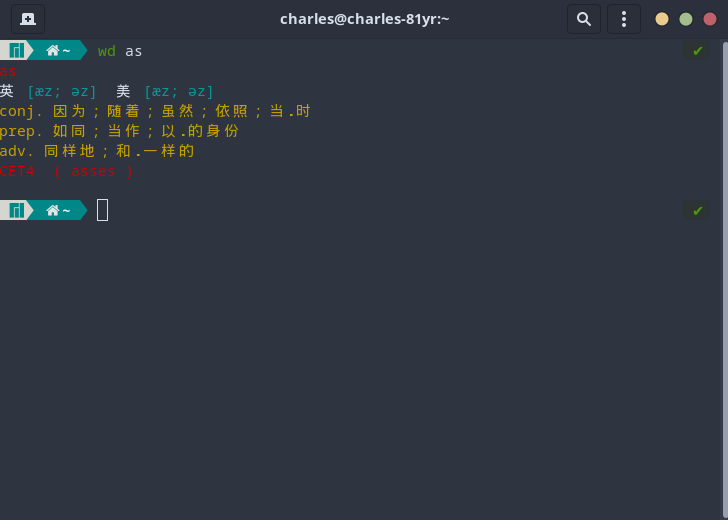 charles@charles-81yr:~
~ wd as ✔
as
英 [æz; əz] 美 [æz; əz]
conj. 因为；随着；虽然；依照；当.时
prep. 如同；当作；以.的身份
adv. 同样地；和.一样的
CET4 ( asses )
~ ✔